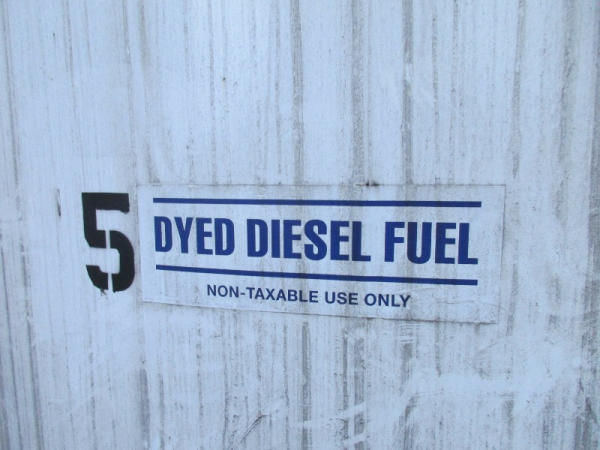 5
DYED DIESEL FUEL
NON-TAXABLE USE ONLY